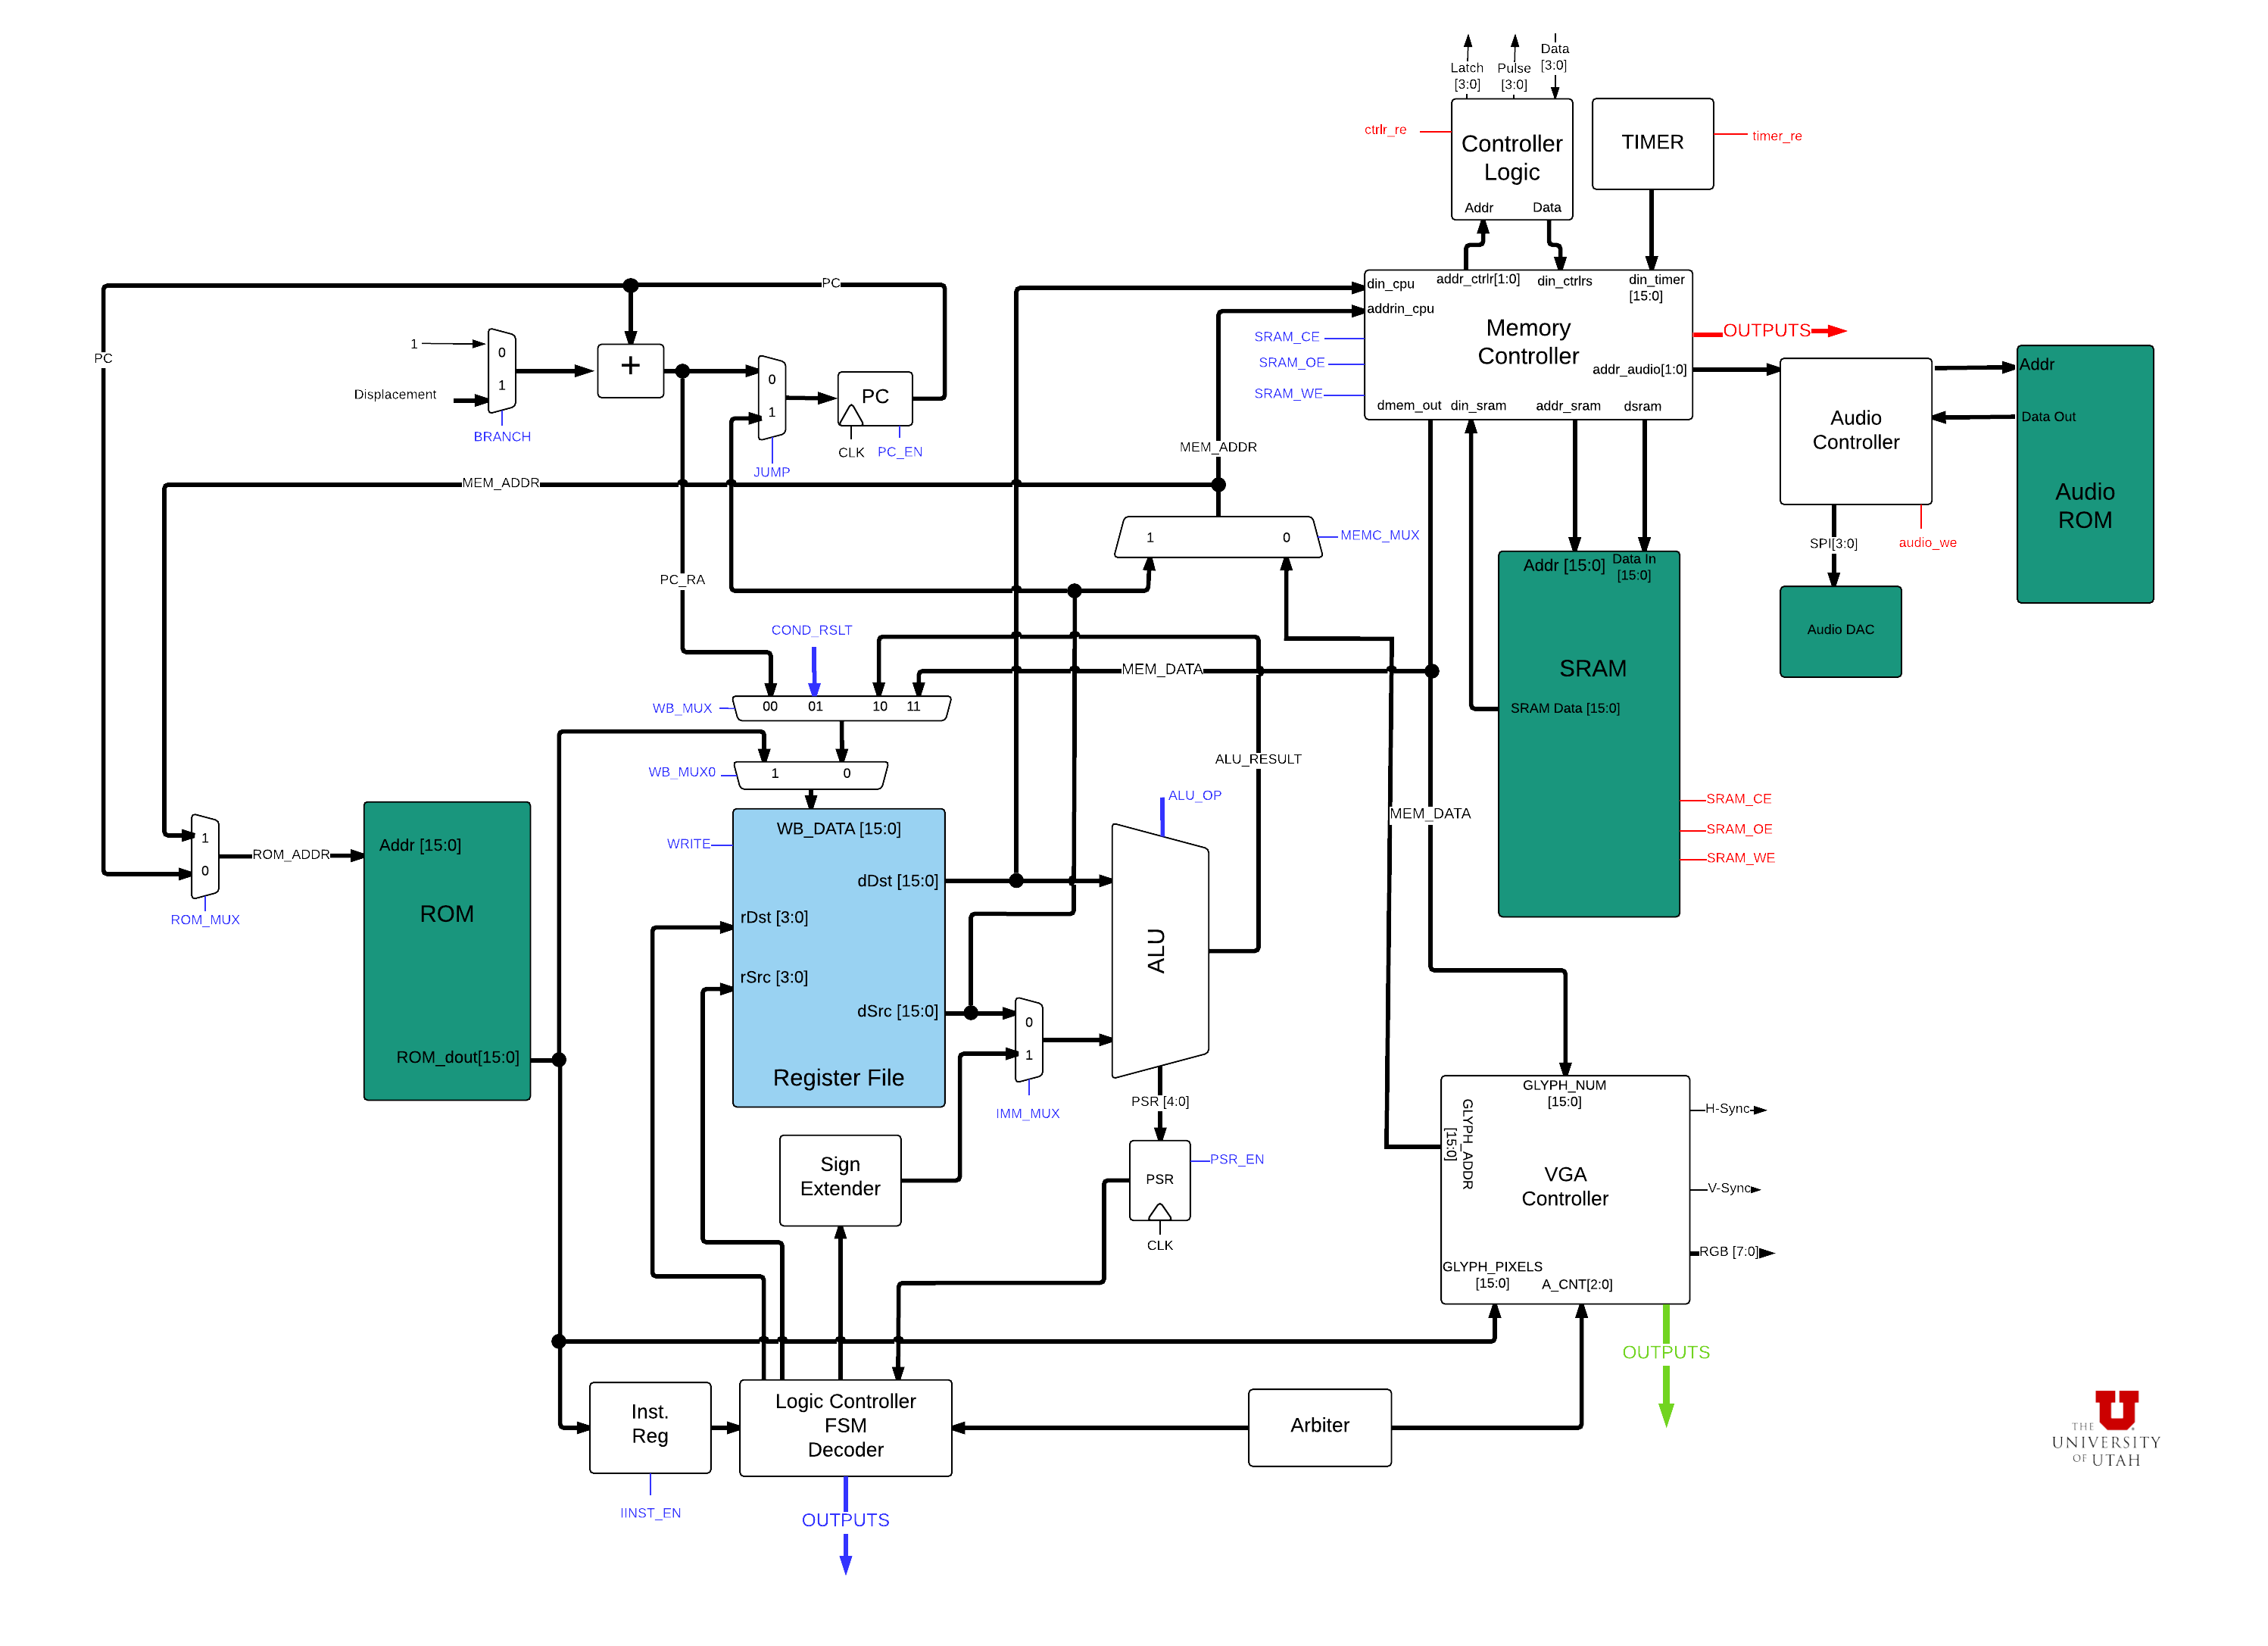 Latch
[3:0]
Pulse
[3:0]
Data
[3:0]
ctrlr_re
Controller
Logic
Addr
Data
TIMER
timer_re
PC
PC
1
Displacement
0
1
BRANCH
+
0
1
JUMP
PC
CLK
PC_EN
din_cpu
addr_ctrlr[1:0]
din_ctrlrs
din_timer
[15:0]
addrin_cpu
Memory
Controller
SRAM_CE
SRAM_OE
SRAM_WE
OUTPUTS
addr_audio[1:0]
dmem_out
din_sram
addr_sram
dsram
Audio
Controller
Addr
Data Out
Audio
ROM
SPI[3:0]
audio_we
Audio DAC
MEM_ADDR
MEM_ADDR
1
0
MEMC_MUX
PC_RA
COND_RSLT
MEM_DATA
WB_MUX
00
01
10
11
WB_MUX0
1
0
Addr [15:0]
Data In
[15:0]
SRAM
SRAM Data [15:0]
SRAM_CE
SRAM_OE
SRAM_WE
ALU_RESULT
ALU_OP
MEM_DATA
1
0
ROM_MUX
ROM_ADDR
Addr [15:0]
ROM
ROM_dout[15:0]
WRITE
WB_DATA [15:0]
dDst [15:0]
rDst [3:0]
rSrc [3:0]
dSrc [15:0]
Register File
0
1
IMM_MUX
ALU
PSR [4:0]
PSR
PSR_EN
CLK
Sign
Extender
GLYPH_NUM
[15:0]
GLYPH_ADDR
[15:0]
VGA
Controller
GLYPH_PIXELS
[15:0]
A_CNT[2:0]
H-Sync
V-Sync
RGB [7:0]
OUTPUTS
Inst.
Reg
IINST_EN
Logic Controller
FSM
Decoder
OUTPUTS
Arbiter
U
THE
UNIVERSITY
OF UTAH